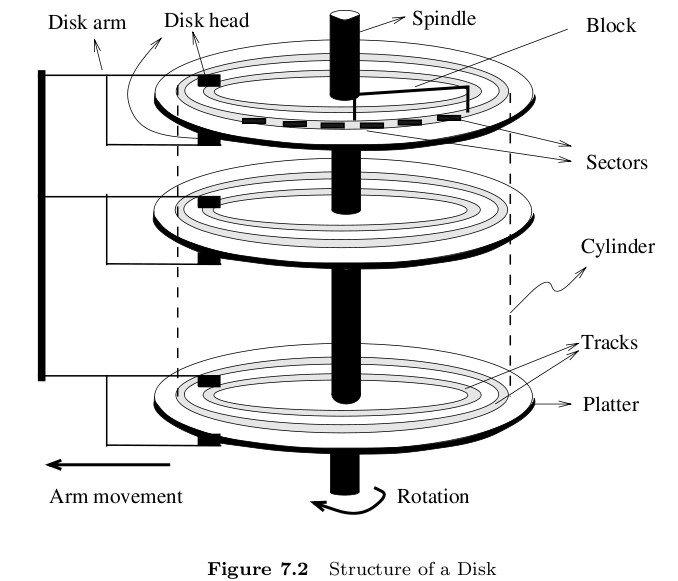 Disk arm
Disk head
Spindle
Block
Sectors
Cylinder
Tracks
Platter
Arm movement
Rotation
Figure 7.2 Structure of a Disk